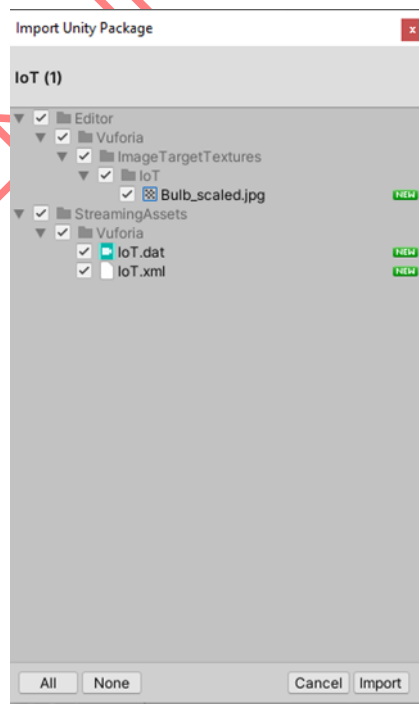 Import Unity Package
x
IoT (1)
Editor
Vuforia
ImageTargetTextures
IoT
Bulb_scaled.jpg NEW
StreamingAssets
Vuforia
IoT.dat NEW
IoT.xml NEW
All None Cancel Import